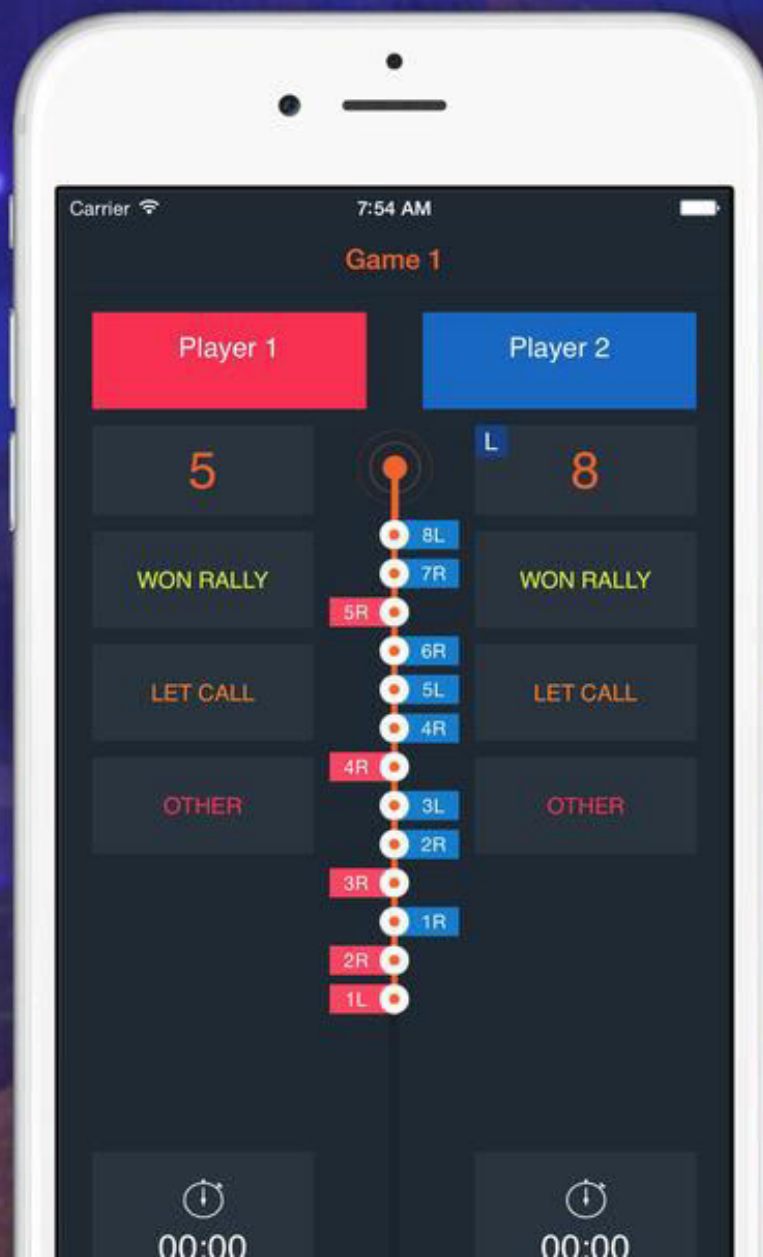 Carrier 7:54 AM
Game 1
Player 1 Player 2
5 L 8
8L
7R
WON RALLY WON RALLY
5R
6R
5L
LET CALL LET CALL
4R
4R
3L
OTHER OTHER
2R
3R
1R
2R
1L
00:00 00:00